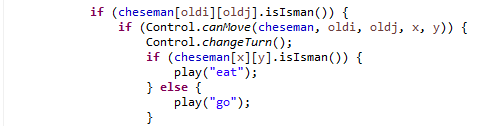 if (cheseman[oldi][oldj].isIsman()) {
if (Control.canMove(cheseman, oldi, oldj, x, y)) {
Control.changeTurn();
if (cheseman[x][y].isIsman()) {
play("eat");
} else {
play("go");
}